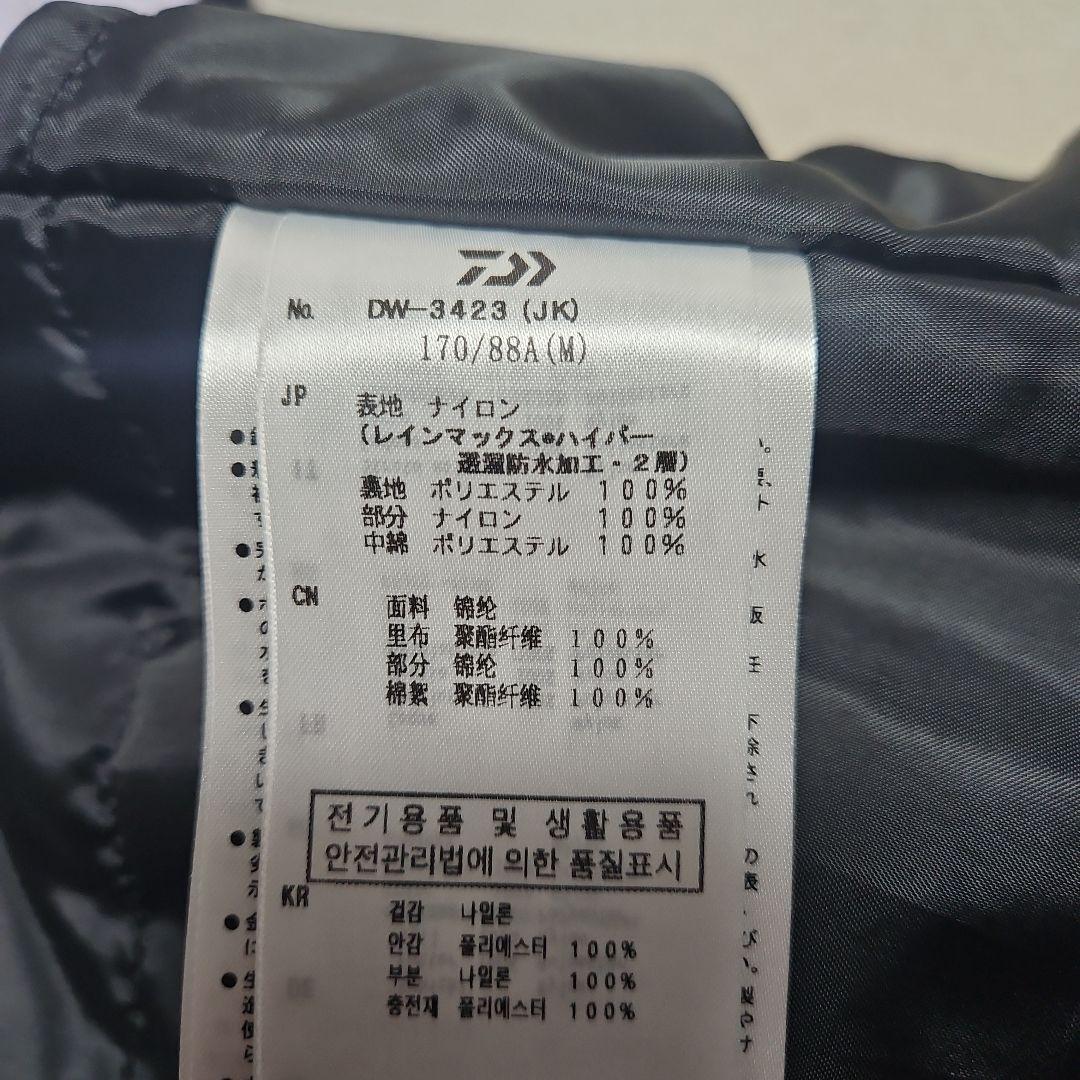 No. DW-3423 (JK)
170/88A(M)
JP
表地 ナイロン
(レインマックス®ハイパー
透湿防水加工・2層)
裏地 ポリエステル 100%
部分 ナイロン 100%
中綿 ポリエステル 100%
CN
面料 锦纶
里布 聚酯纤维 100%
部分 锦纶 100%
棉絮 聚酯纤维 100%
전기용품 및 생활용품
안전관리법에 의한 품질표시
KR
겉감 나일론
안감 폴리에스터 100%
부분 나일론 100%
충전재 폴리에스터 100%